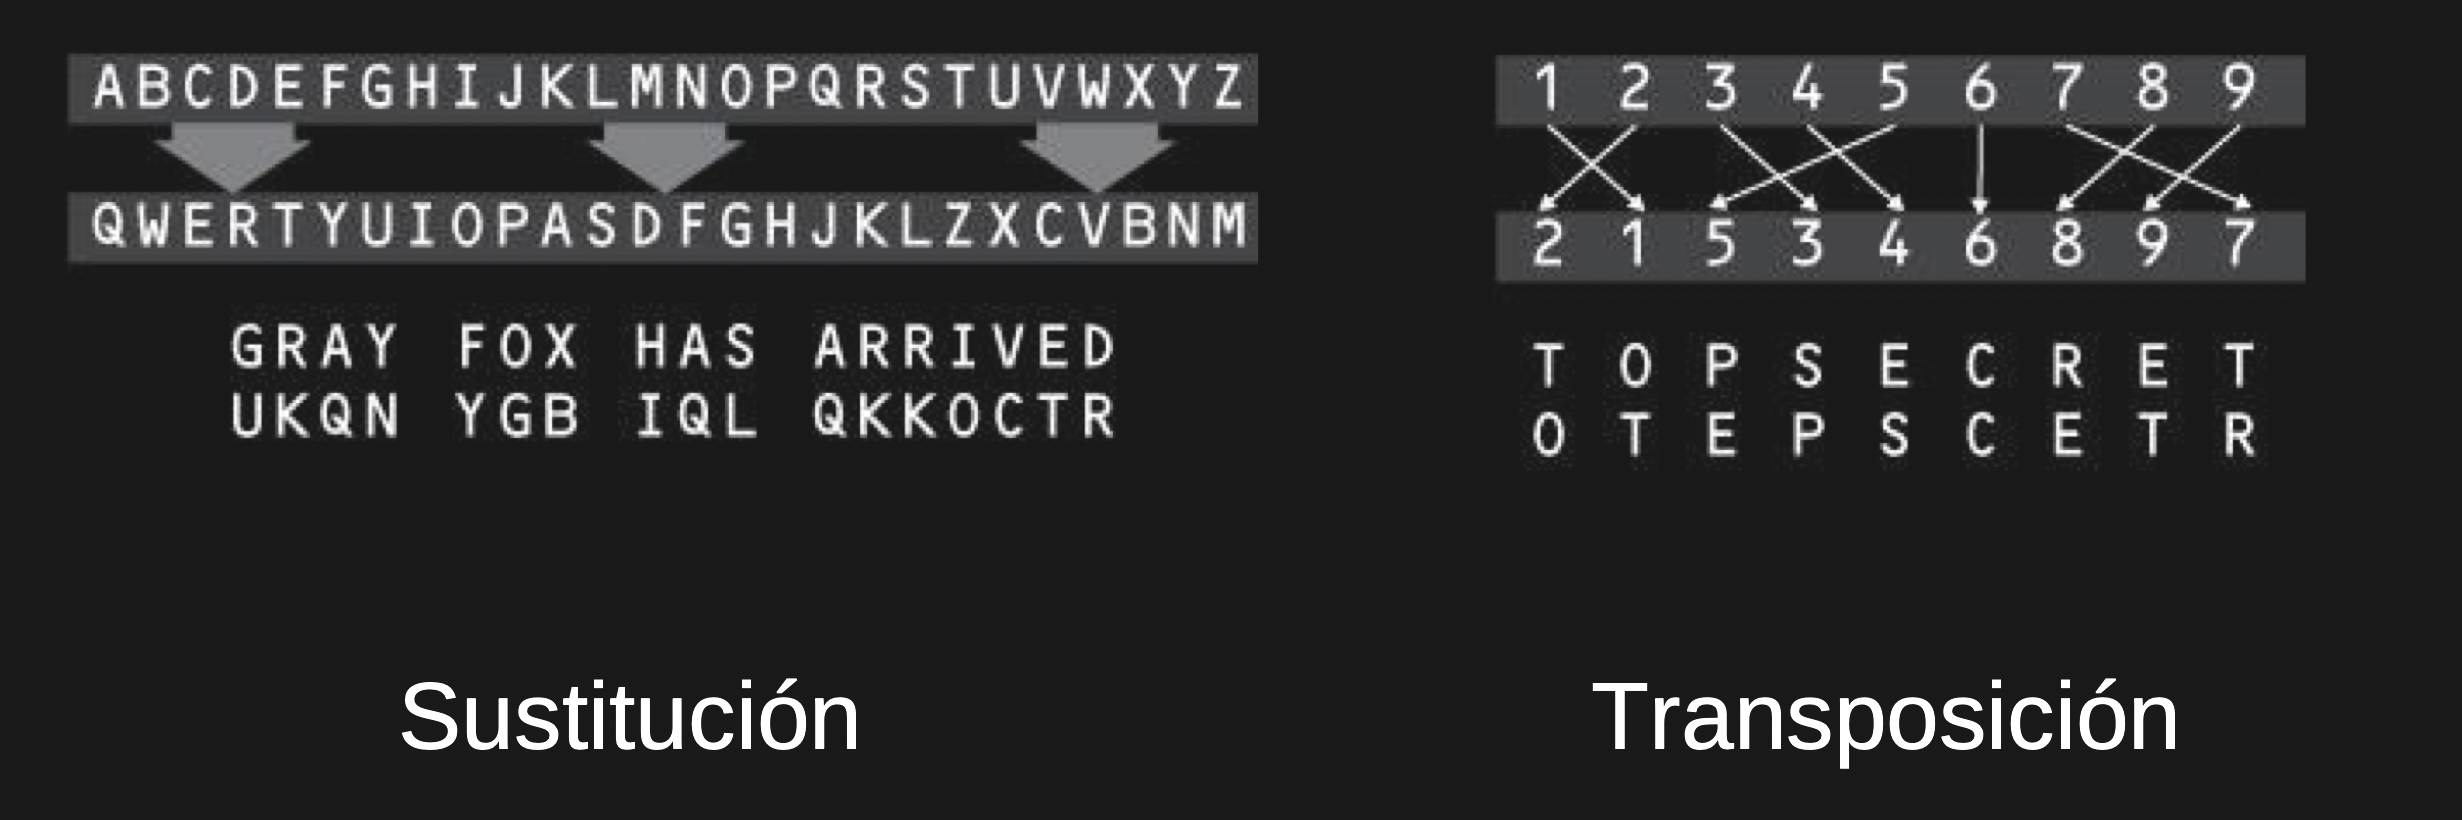 ABCDEFGHIJKLMNOPQRSTUVWXYZ
QWERTYUIOPASDFGHJKLZXCVBNM
GRAY FOX HAS ARRIVED
UKQN YGB IQL QKKOCTR
Sustitución
1 2 3 4 5 6 7 8 9
2 1 5 3 4 6 8 9 7
T O P S E C R E T
O T E P S C E T R
Transposición